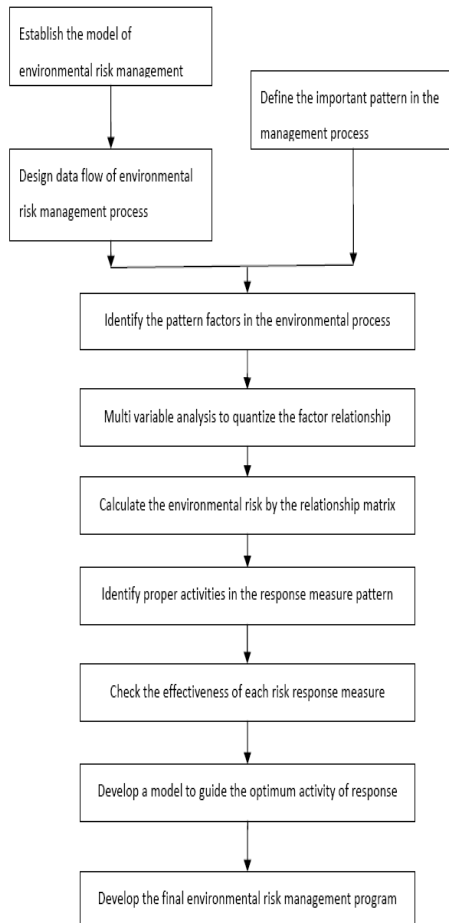 Establish the model of
environmental risk management
Define the important pattern in the
management process
Design data flow of environmental
risk management process
Identify the pattern factors in the environmental process
Multi variable analysis to quantize the factor relationship
Calculate the environmental risk by the relationship matrix
Identify proper activities in the response measure pattern
Check the effectiveness of each risk response measure
Develop a model to guide the optimum activity of response
Develop the final environmental risk management program